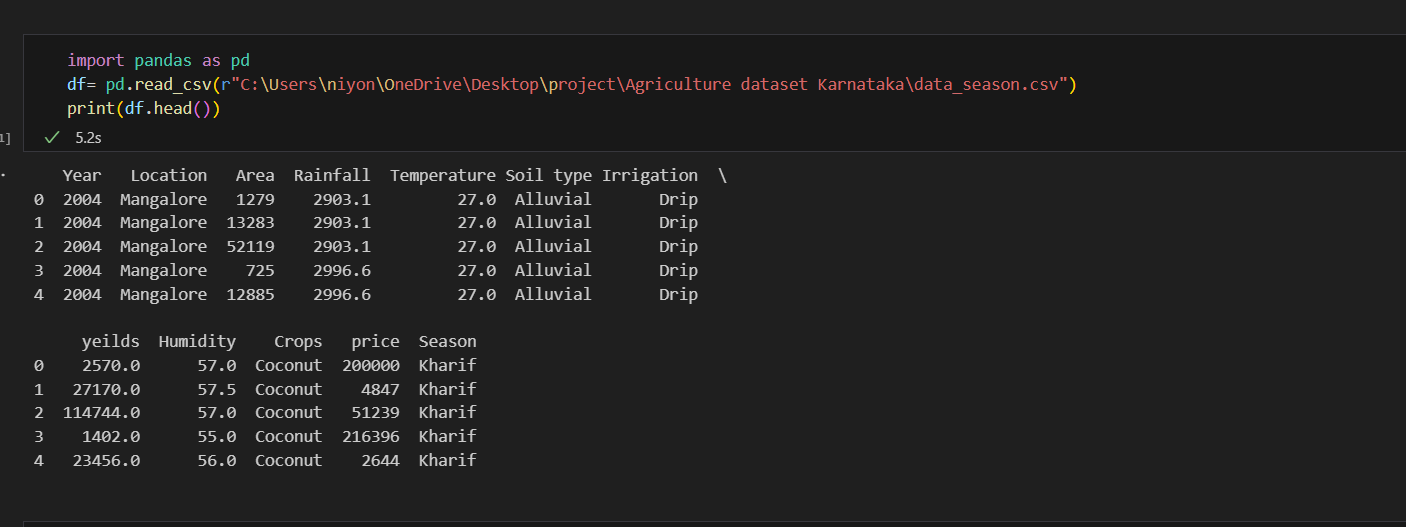 import pandas as pd
df= pd.read_csv(r"C:\Users\niyon\OneDrive\Desktop\project\Agriculture dataset Karnataka\data_season.csv")
print(df.head())
1]
5.2s
Year Location Area Rainfall Temperature Soil type Irrigation \
0 2004 Mangalore 1279 2903.1 27.0 Alluvial Drip
1 2004 Mangalore 13283 2903.1 27.0 Alluvial Drip
2 2004 Mangalore 52119 2903.1 27.0 Alluvial Drip
3 2004 Mangalore 725 2996.6 27.0 Alluvial Drip
4 2004 Mangalore 12885 2996.6 27.0 Alluvial Drip
yeilds Humidity Crops price Season
0 2570.0 57.0 Coconut 200000 Kharif
1 27170.0 57.5 Coconut 4847 Kharif
2 114744.0 57.0 Coconut 51239 Kharif
3 1402.0 55.0 Coconut 216396 Kharif
4 23456.0 56.0 Coconut 2644 Kharif